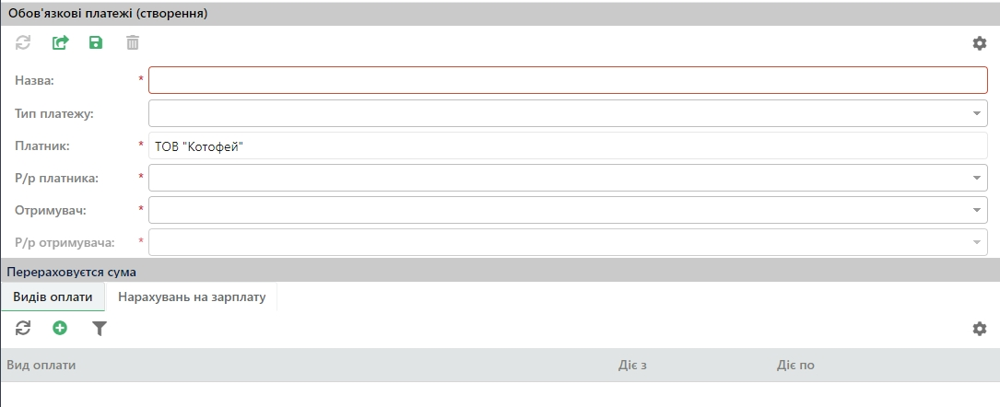 Обов'язкові платежі (створення)
Назва: *
Тип платежу:
Платник: * ТОВ "Котофей"
Р/р платника: *
Отримувач: *
Р/р отримувача: *
Перераховуєтся сума
Видів оплати Нарахувань на зарплату
Вид оплати Діє з Діє по